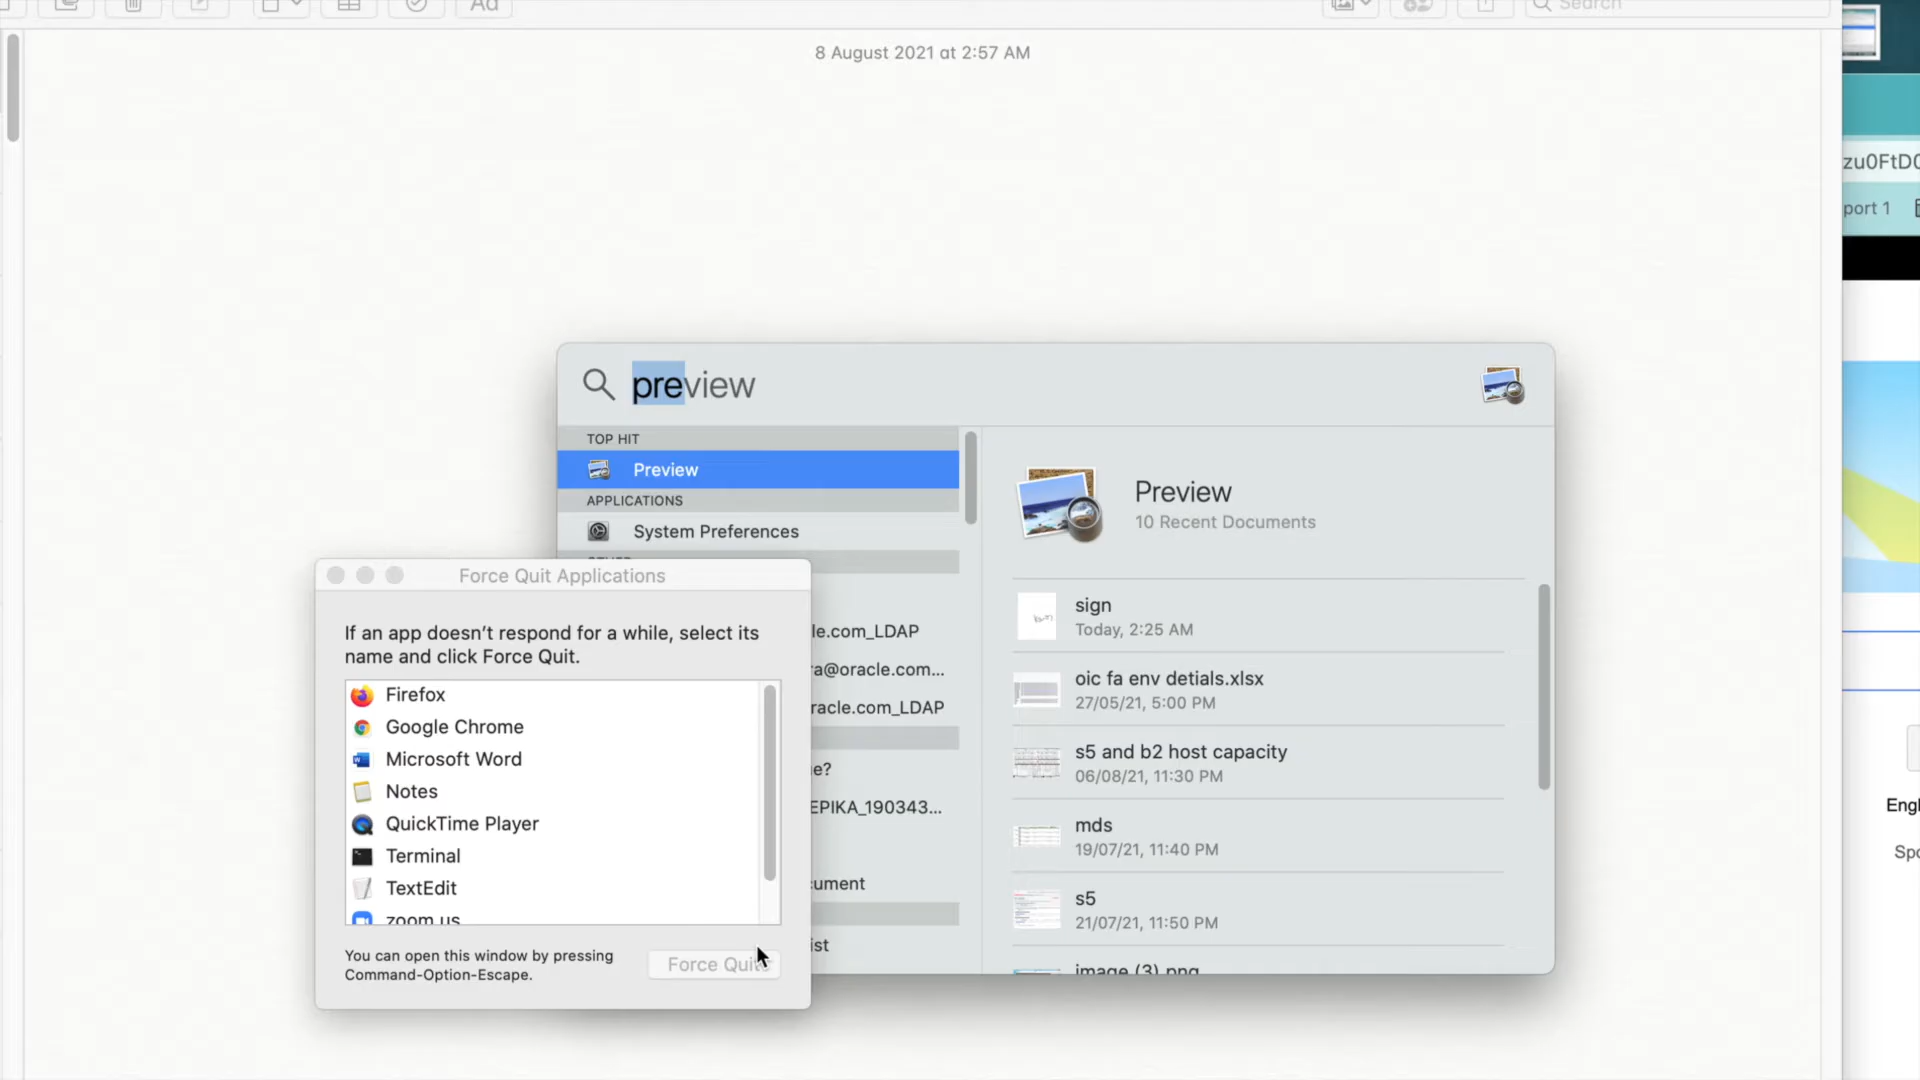 Aa
Search
8 August 2021 at 2:57 AM
zu0FtD0
port 1
preview
TOP HIT
Preview
APPLICATIONS
System Preferences
Preview
10 Recent Documents
sign
Today, 2:25 AM
oic fa env detials.xlsx
27/05/21, 5:00 PM
s5 and b2 host capacity
06/08/21, 11:30 PM
mds
19/07/21, 11:40 PM
s5
21/07/21, 11:50 PM
image (3).png
le.com_LDAP
ra@oracle.com...
racle.com_LDAP
e?
EPIKA_190343...
cument
ist
Force Quit Applications
If an app doesn't respond for a while, select its
name and click Force Quit.
Firefox
Google Chrome
Microsoft Word
Notes
QuickTime Player
Terminal
TextEdit
zoom.us
You can open this window by pressing
Command-Option-Escape.
Force Quit
Engl
Spo